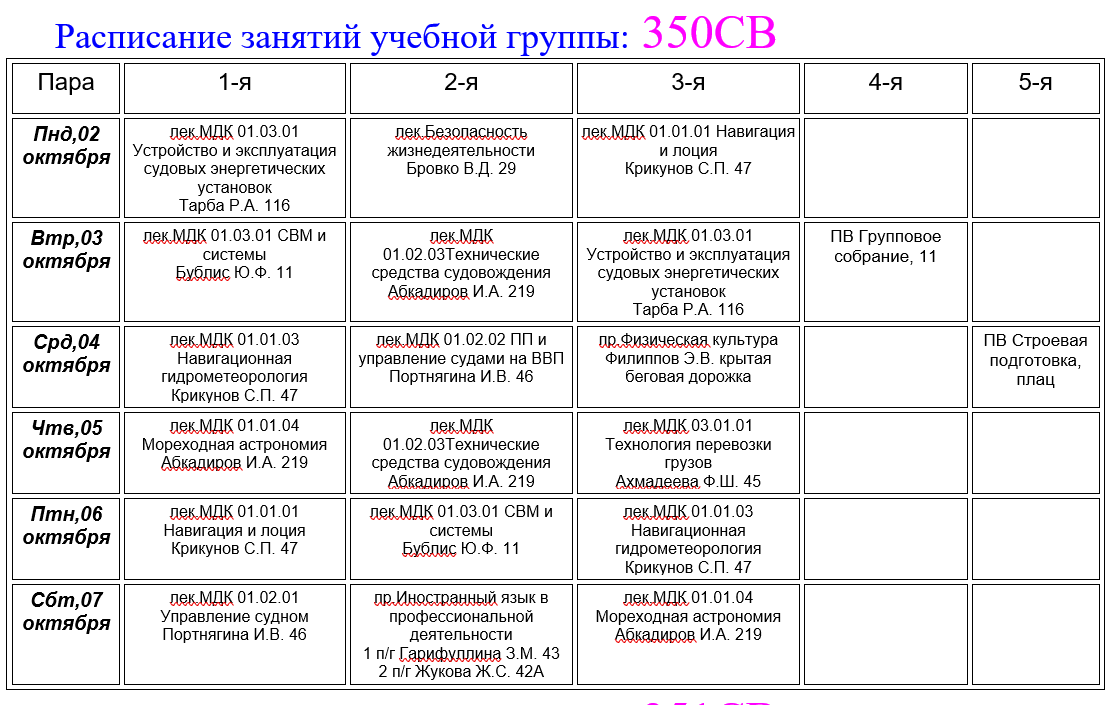 Расписание занятий учебной группы: 350СВ
Пара
1-я
2-я
3-я
4-я
5-я
Пнд,02
октября
лек.МДК 01.03.01
Устройство и эксплуатация
судовых энергетических
установок
Тарба Р.А. 116
лек.Безопасность
жизнедеятельности
Бровко В.Д. 29
лек.МДК 01.01.01 Навигация
и лоция
Крикунов С.П. 47
Втр,03
октября
лек.МДК 01.03.01 СВМ и
системы
Бублис Ю.Ф. 11
лек.МДК
01.02.03Технические
средства судовождения
Абкадиров И.А. 219
лек.МДК 01.03.01
Устройство и эксплуатация
судовых энергетических
установок
Тарба Р.А. 116
ПВ Групповое
собрание, 11
Срд,04
октября
лек.МДК 01.01.03
Навигационная
гидрометеорология
Крикунов С.П. 47
лек.МДК 01.02.02 ПП и
управление судами на ВВП
Портнягина И.В. 46
пр.Физическая культура
Филиппов Э.В. крытая
беговая дорожка
ПВ Строевая
подготовка,
плац
Чтв,05
октября
лек.МДК 01.01.04
Мореходная астрономия
Абкадиров И.А. 219
лек.МДК
01.02.03Технические
средства судовождения
Абкадиров И.А. 219
лек.МДК 03.01.01
Технология перевозки
грузов
Ахмадеева Ф.Ш. 45
Птн,06
октября
лек.МДК 01.01.01
Навигация и лоция
Крикунов С.П. 47
лек.МДК 01.03.01 СВМ и
системы
Бублис Ю.Ф. 11
лек.МДК 01.01.03
Навигационная
гидрометеорология
Крикунов С.П. 47
Сбт,07
октября
лек.МДК 01.02.01
Управление судном
Портнягина И.В. 46
пр.Иностранный язык в
профессиональной
деятельности
1 п/г Гарифуллина З.М. 43
2 п/г Жукова Ж.С. 42А
лек.МДК 01.01.04
Мореходная астрономия
Абкадиров И.А. 219